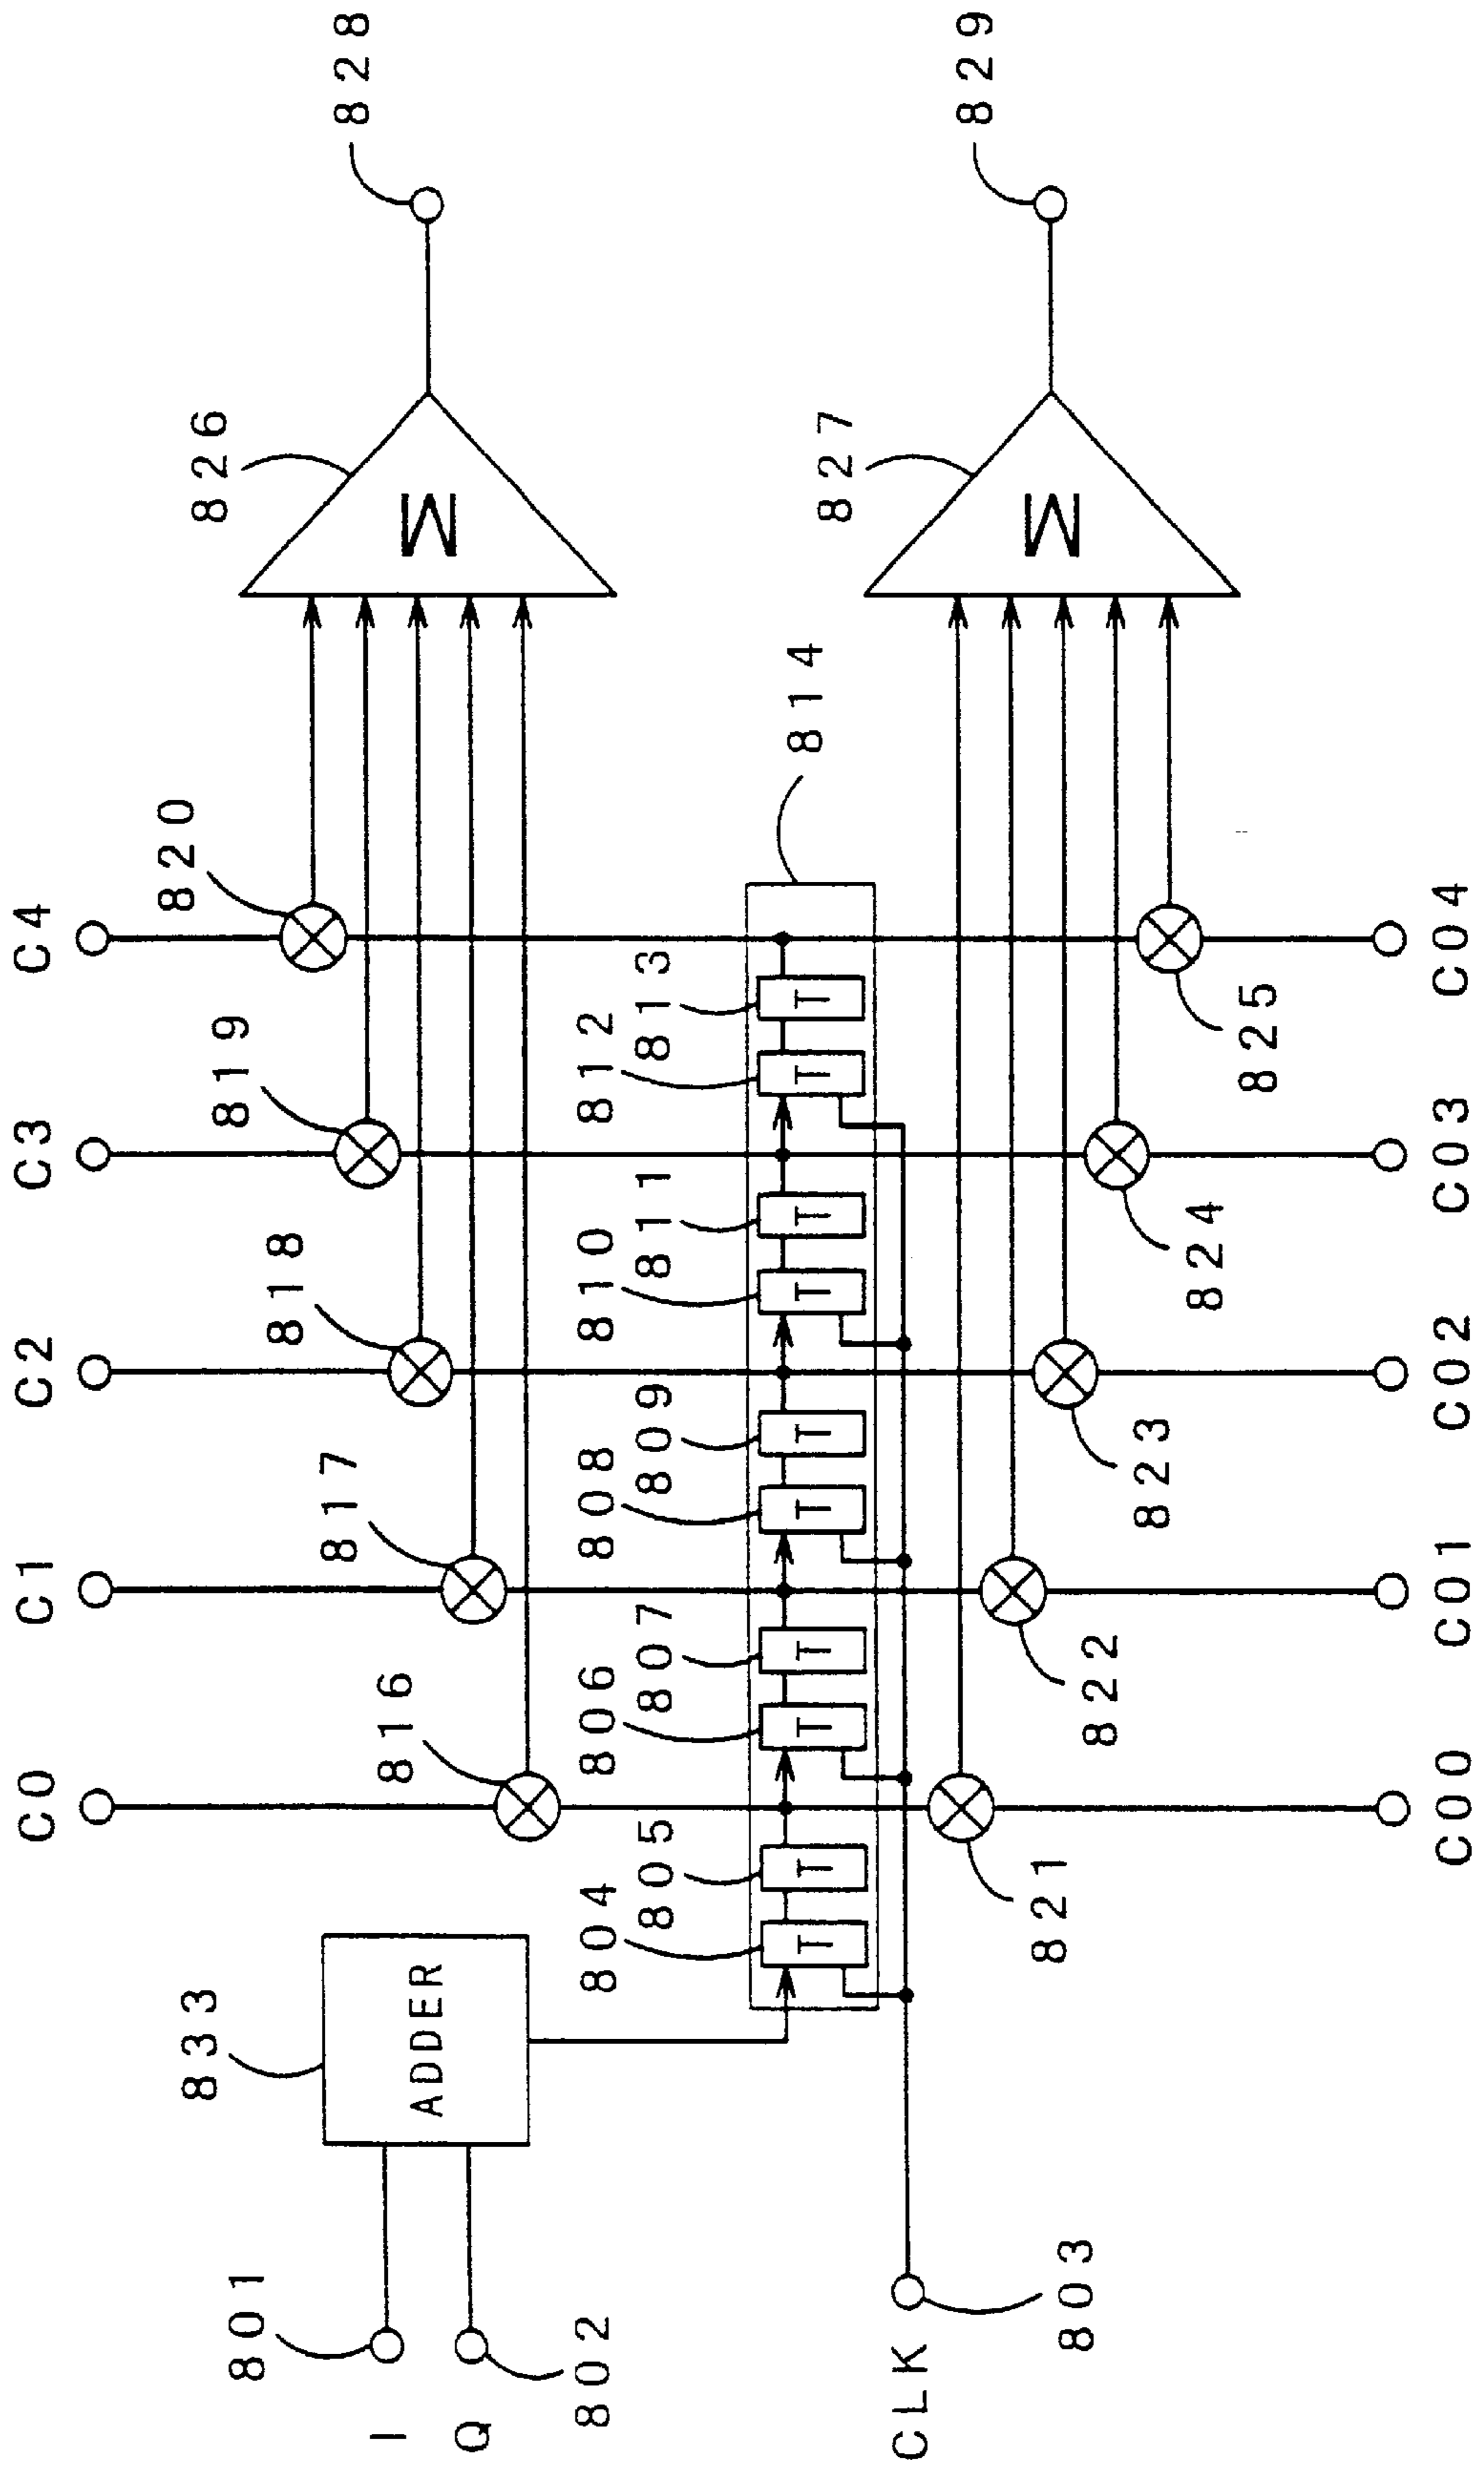 C0 C1 C2 C3 C4
820
833
826
819
801
818
817
828
I
816
ADDER
Σ
Q
802
804 806 808 810 812
805 807 809 811 813
814
T T T T T T T T T T
827
CLK
829
821
Σ
803
822
823
824
825
C00 C01 C02 C03 C04